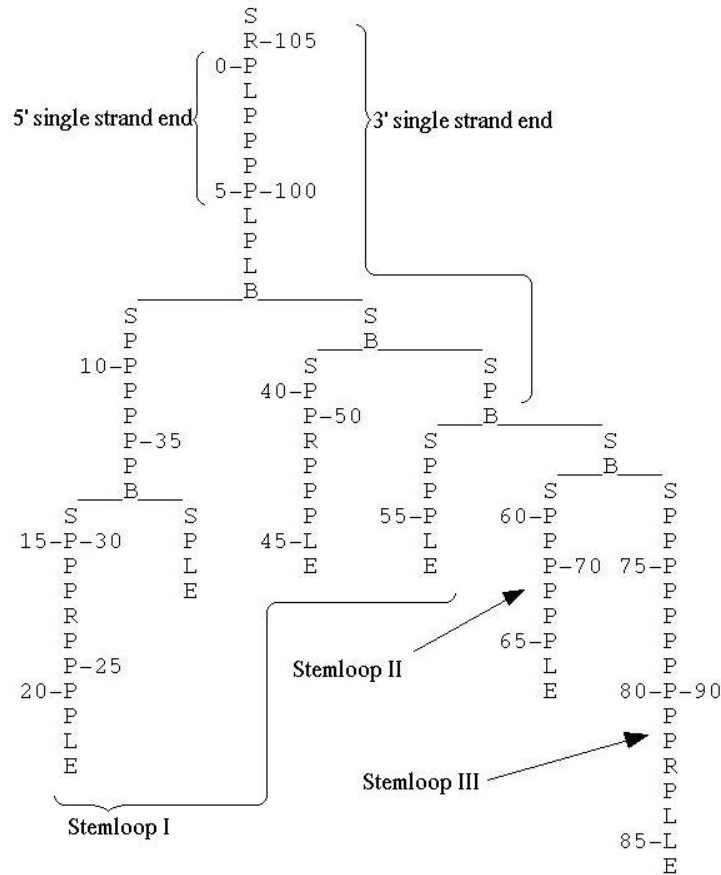 S
R-105
0-P
L
5' single strand end P 3' single strand end
P
P
5-P-100
L
P
L
B
S S
P B
10-P S S
P 40-P P
P P-50 B
P-35 R S S
P P P B
B P P S S
S S P 55-P 60-P P
15-P-30 P 45-L L P P
P L E E P-70 75-P
P E P P
R P P
P 65-P P
P-25 Stemloop II L P
20-P E 80-P-90
P P
L P
E R
Stemloop III P
L
Stemloop I
85-L
E